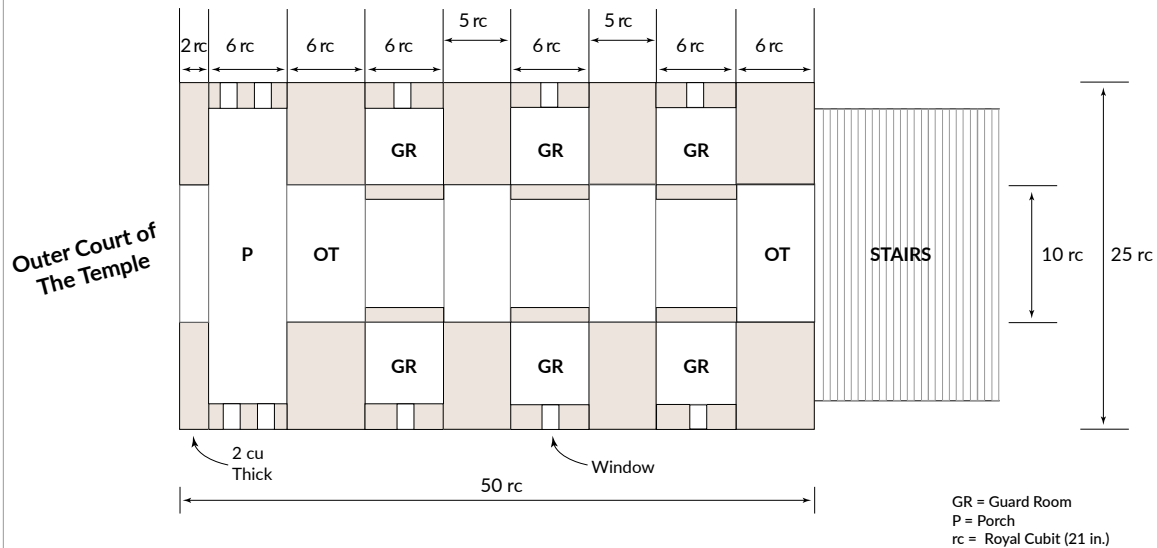 5 rc
5 rc
2 rc
6 rc
6 rc
6 rc
6 rc
6 rc
6 rc
GR
GR
GR
Outer Court of
The Temple
P
OT
OT
STAIRS
10 rc
25 rc
GR
GR
GR
2 cu
Thick
Window
50 rc
GR = Guard Room
P = Porch
rc = Royal Cubit (21 in.)